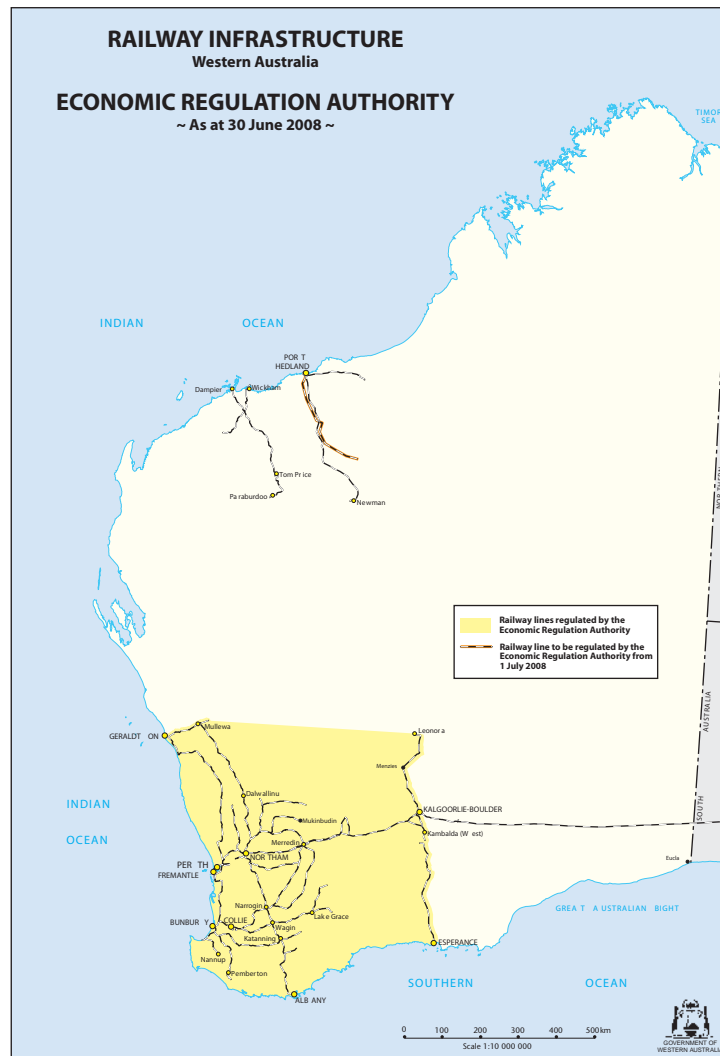 RAILWAY INFRASTRUCTURE
Western Australia
ECONOMIC REGULATION AUTHORITY
~ As at 30 June 2008 ~
TIMOR
SEA
INDIAN OCEAN
POR T
HEDLAND
Dampier
Wickham
Tom Pr ice
Pa raburdoo
Newman
NORTHERN
Railway lines regulated by the
Economic Regulation Authority
Railway line to be regulated by the
Economic Regulation Authority from
1 July 2008
AUSTRALIA
SOUTH
Mullewa
GERALDT ON
Leonor a
Menzies
Dalwallinu
INDIAN
OCEAN
KALGOORLIE-BOULDER
Mukinbudin
Kambalda (W est)
Merredin
NOR THAM
PER TH
FREMANTLE
Eucla
Narrogin
Lake Grace
GREA T A USTRALIAN BIGHT
BUNBUR Y
COLLIE
Wagin
Katanning
ESPERANCE
Nannup
Pemberton
SOUTHERN OCEAN
ALB ANY
0 100 200 300 400 500km
Scale 1:10 000 000
GOVERNMENT OF
WESTERN AUSTRALIA